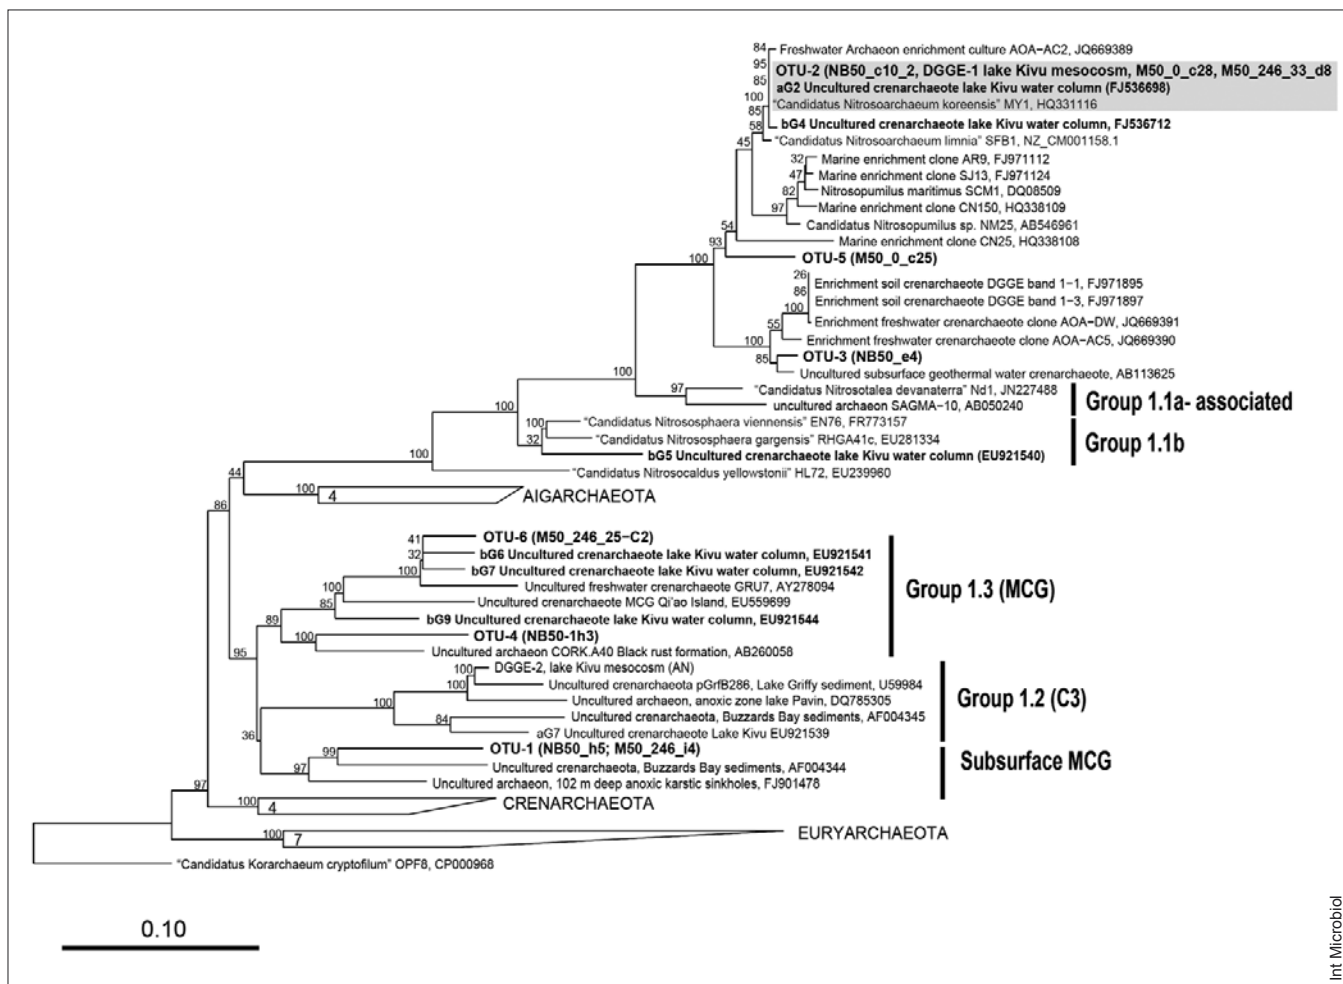 84
Freshwater Archaeon enrichment culture AOA−AC2, JQ669389
95
OTU-2 (NB50_c10_2, DGGE-1 lake Kivu mesocosm, M50_0_c28, M50_246_33_d8
85
aG2 Uncultured crenarchaeote lake Kivu water column (FJ536698)
100
"Candidatus Nitrosoarchaeum koreensis" MY1, HQ331116
85
58
bG4 Uncultured crenarchaeote lake Kivu water column, FJ536712
45
"Candidatus Nitrosoarchaeum limnia" SFB1, NZ_CM001158.1
32
Marine enrichment clone AR9, FJ971112
47
Marine enrichment clone SJ13, FJ971124
82
Nitrosopumilus maritimus SCM1, DQ08509
97
Marine enrichment clone CN150, HQ338109
Candidatus Nitrosopumilus sp. NM25, AB546961
54
Marine enrichment clone CN25, HQ338108
93
100
OTU-5 (M50_0_c25)
26
Enrichment soil crenarchaeote DGGE band 1−1, FJ971895
86
Enrichment soil crenarchaeote DGGE band 1−3, FJ971897
100
Enrichment freshwater crenarchaeote clone AOA−DW, JQ669391
55
Enrichment freshwater crenarchaeote clone AOA−AC5, JQ669390
100
OTU-3 (NB50_e4)
85
Uncultured subsurface geothermal water crenarchaeote, AB113625
100
97
"Candidatus Nitrosotalea devanaterra" Nd1, JN227488
uncultured archaeon SAGMA−10, AB050240
Group 1.1a- associated
100
100
"Candidatus Nitrososphaera viennensis" EN76, FR773157
32
"Candidatus Nitrososphaera gargensis" RHGA41c, EU281334
Group 1.1b
bG5 Uncultured crenarchaeote lake Kivu water column (EU921540)
100
"Candidatus Nitrosocaldus yellowstonii" HL72, EU239960
44
100
4
AIGARCHAEOTA
86
41
OTU-6 (M50_246_25−C2)
32
bG6 Uncultured crenarchaeote lake Kivu water column, EU921541
100
bG7 Uncultured crenarchaeote lake Kivu water column, EU921542
100
Uncultured freshwater crenarchaeote GRU7, AY278094
Group 1.3 (MCG)
85
Uncultured crenarchaeote MCG Qi'ao Island, EU559699
89
bG9 Uncultured crenarchaeote lake Kivu water column, EU921544
100
OTU-4 (NB50-1h3)
95
Uncultured archaeon CORK.A40 Black rust formation, AB260058
100
DGGE-2, lake Kivu mesocosm (AN)
100
Uncultured crenarchaeota pGrfB286, Lake Griffy sediment, U59984
100
Uncultured archaeon, anoxic zone lake Pavin, DQ785305
Group 1.2 (C3)
84
Uncultured crenarchaeota, Buzzards Bay sediments, AF004345
36
aG7 Uncultured crenarchaeote Lake Kivu EU921539
99
OTU-1 (NB50_h5; M50_246_i4)
97
Uncultured crenarchaeota, Buzzards Bay sediments, AF004344
Subsurface MCG
Uncultured archaeon, 102 m deep anoxic karstic sinkholes, FJ901478
97
100
4
CRENARCHAEOTA
100
7
EURYARCHAEOTA
"Candidatus Korarchaeum cryptofilum" OPF8, CP000968
0.10
Int Microbiol